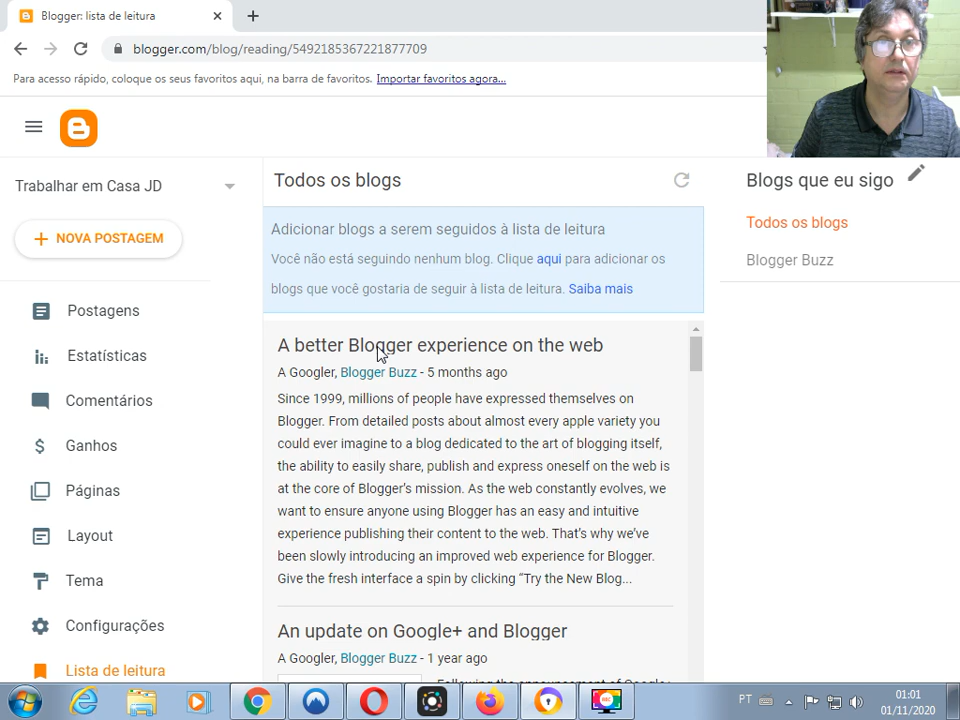 Blogger: lista de leitura
blogger.com/blog/reading/5492185367221877709
Para acesso rápido, coloque os seus favoritos aqui, na barra de favoritos. Importar favoritos agora...
Trabalhar em Casa JD
Todos os blogs
Blogs que eu sigo
NOVA POSTAGEM
Adicionar blogs a serem seguidos à lista de leitura
Você não está seguindo nenhum blog. Clique aqui para adicionar os
blogs que você gostaria de seguir à lista de leitura. Saiba mais
Todos os blogs
Blogger Buzz
Postagens
Estatísticas
Comentários
Ganhos
Páginas
Layout
Tema
Configurações
Lista de leitura
A better Blogger experience on the web
A Googler, Blogger Buzz - 5 months ago
Since 1999, millions of people have expressed themselves on
Blogger. From detailed posts about almost every apple variety you
could ever imagine to a blog dedicated to the art of blogging itself,
the ability to easily share, publish and express oneself on the web is
at the core of Blogger's mission. As the web constantly evolves, we
want to ensure anyone using Blogger has an easy and intuitive
experience publishing their content to the web. That's why we've
been slowly introducing an improved web experience for Blogger.
Give the fresh interface a spin by clicking “Try the New Blog...
An update on Google+ and Blogger
A Googler, Blogger Buzz - 1 year ago
PT
01:01
01/11/2020